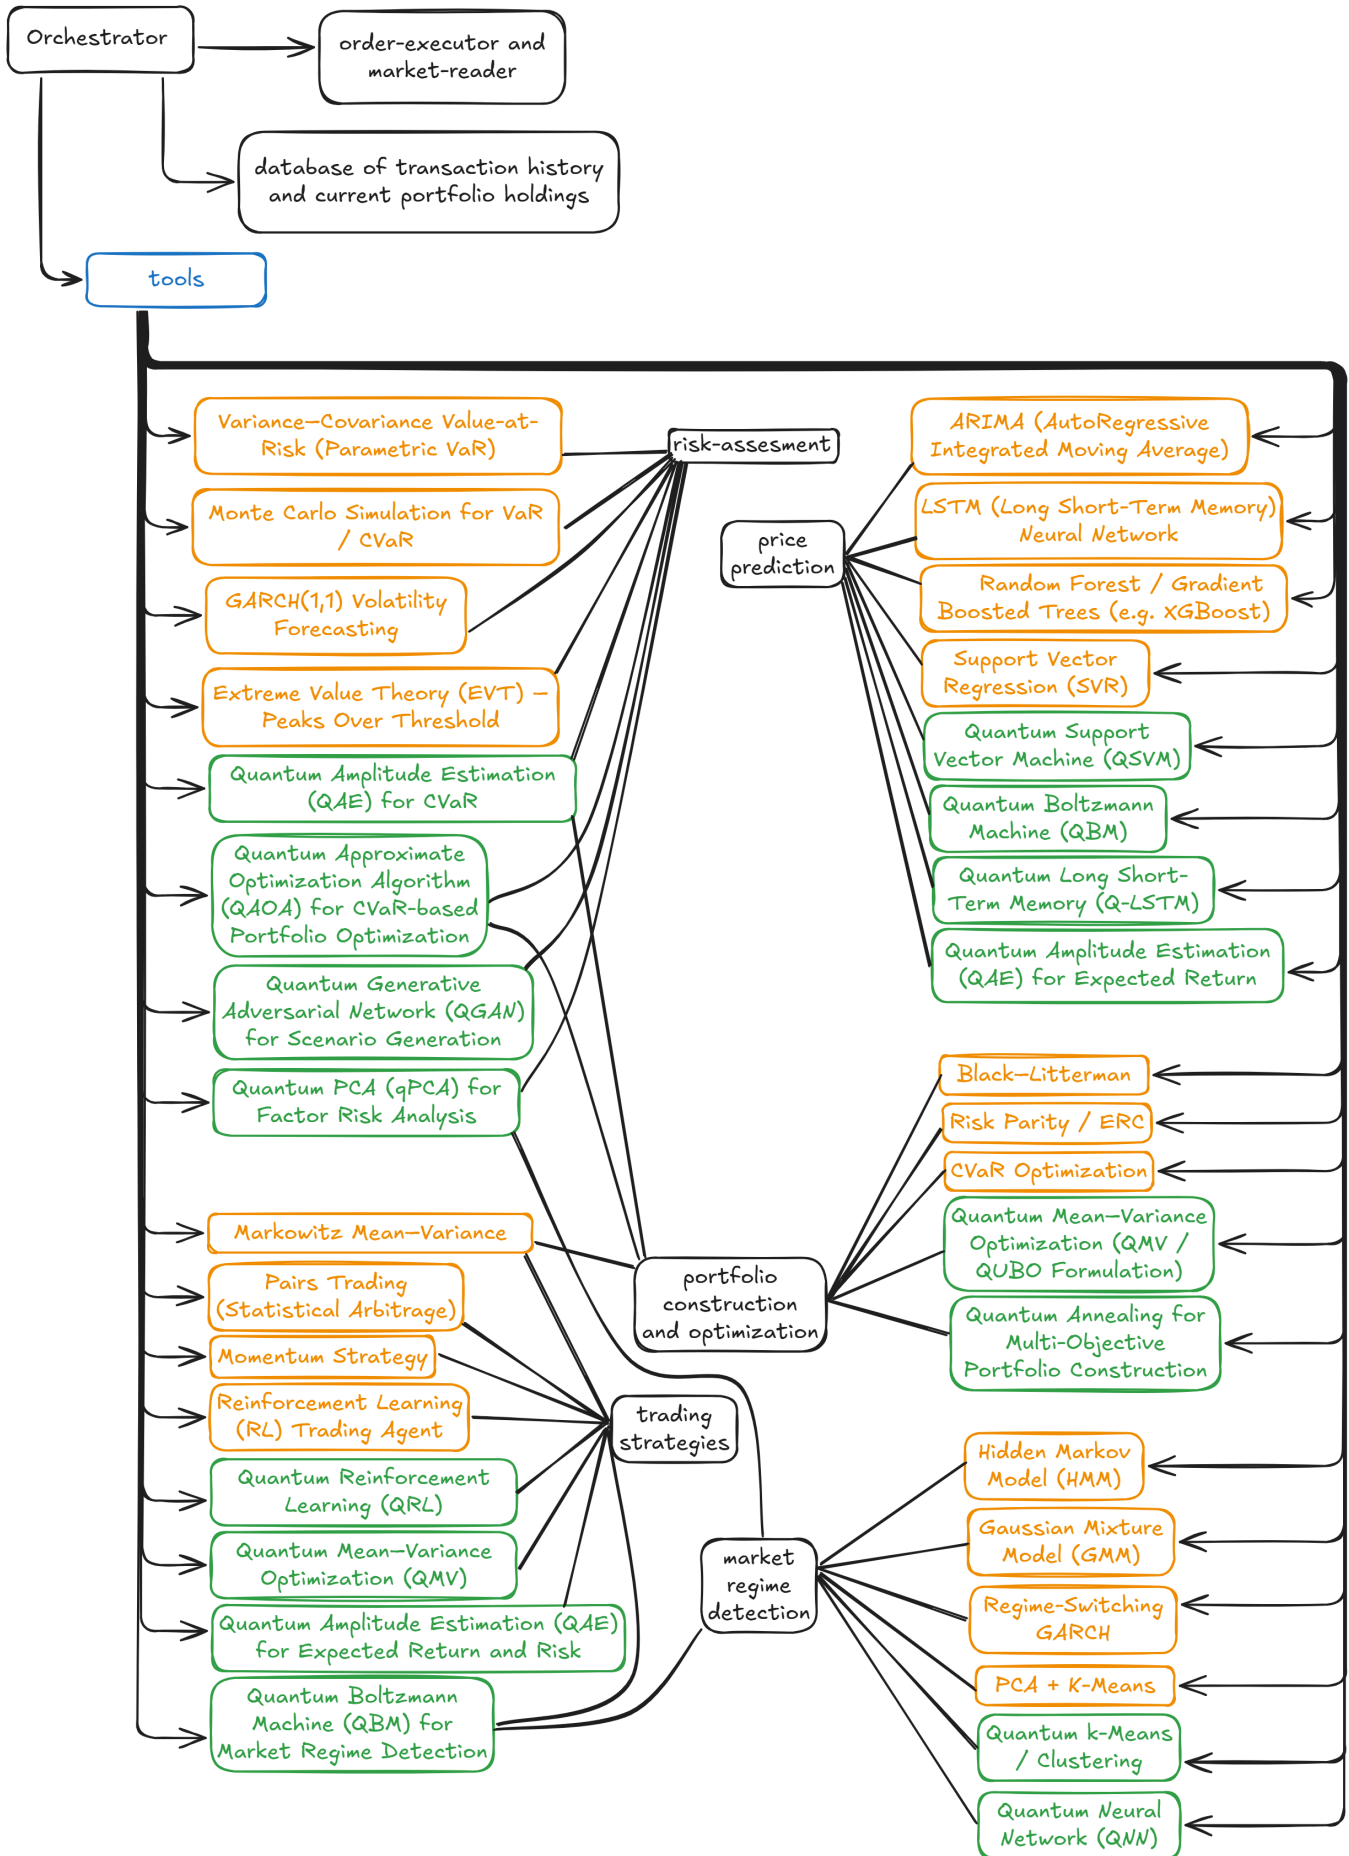 Orchestrator
order-executor and
market-reader
database of transaction history
and current portfolio holdings
tools
Variance–Covariance Value-at-
Risk (Parametric VaR)
Monte Carlo Simulation for VaR
/ CVaR
GARCH(1,1) Volatility
Forecasting
Extreme Value Theory (EVT) –
Peaks Over Threshold
Quantum Amplitude Estimation
(QAE) for CVaR
Quantum Approximate
Optimization Algorithm
(QAOA) for CVaR-based
Portfolio Optimization
Quantum Generative
Adversarial Network (QGAN)
for Scenario Generation
Quantum PCA (qPCA) for
Factor Risk Analysis
risk-assesment
price
prediction
ARIMA (AutoRegressive
Integrated Moving Average)
LSTM (Long Short-Term Memory)
Neural Network
Random Forest / Gradient
Boosted Trees (e.g. XGBoost)
Support Vector
Regression (SVR)
Quantum Support
Vector Machine (QSVM)
Quantum Boltzmann
Machine (QBM)
Quantum Long Short-
Term Memory (Q-LSTM)
Quantum Amplitude Estimation
(QAE) for Expected Return
Markowitz Mean–Variance
Pairs Trading
(Statistical Arbitrage)
Momentum Strategy
Reinforcement Learning
(RL) Trading Agent
Quantum Reinforcement
Learning (QRL)
Quantum Mean–Variance
Optimization (QMV)
Quantum Amplitude Estimation (QAE)
for Expected Return and Risk
Quantum Boltzmann
Machine (QBM) for
Market Regime Detection
portfolio
construction
and optimization
trading
strategies
market
regime
detection
Black–Litterman
Risk Parity / ERC
CVaR Optimization
Quantum Mean–Variance
Optimization (QMV /
QUBO Formulation)
Quantum Annealing for
Multi-Objective
Portfolio Construction
Hidden Markov
Model (HMM)
Gaussian Mixture
Model (GMM)
Regime-Switching
GARCH
PCA + K-Means
Quantum k-Means
/ Clustering
Quantum Neural
Network (QNN)